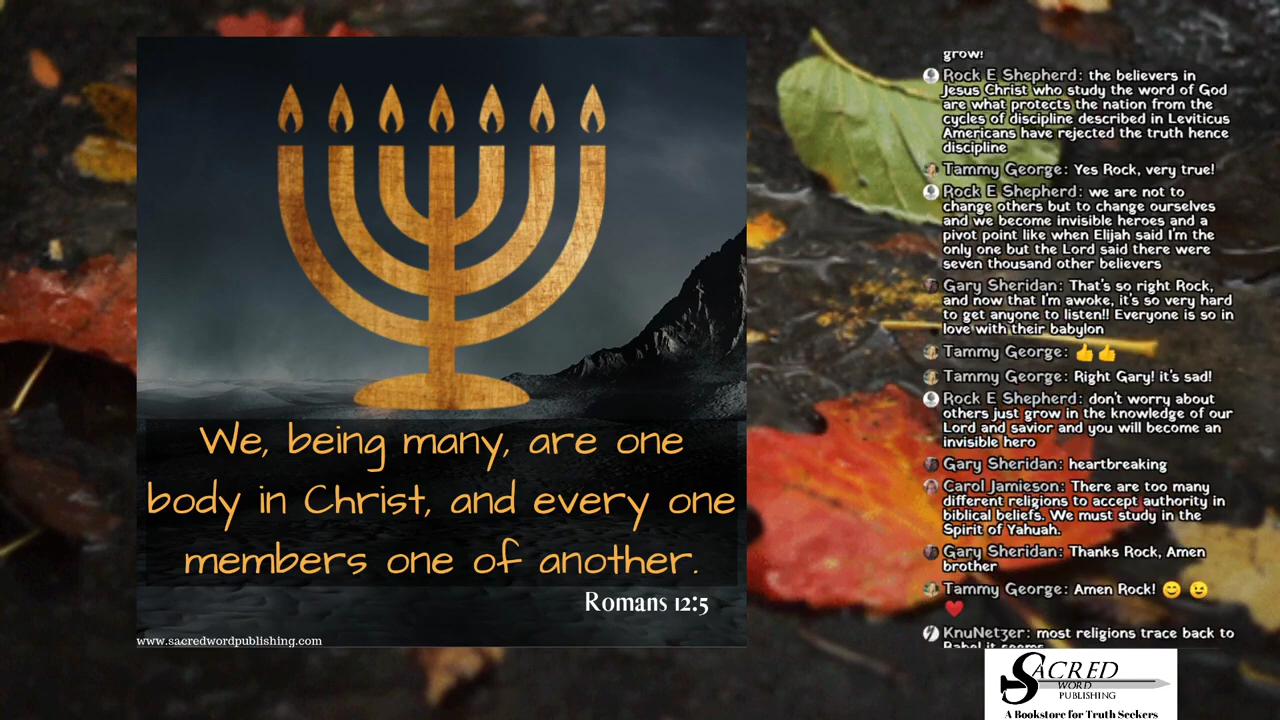 We, being many, are one
body in Christ, and every one
members one of another.
Romans 12:5
www.sacredwordpublishing.com
grow!
Rock E Shepherd: the believers in
Jesus Christ who study the word of God
are what protects the nation from the
cycles of discipline described in Leviticus
Americans have rejected the truth hence
discipline
Tammy George: Yes Rock, very true!
Rock E Shepherd: we are not to
change others but to change ourselves
and we become invisible heroes and a
pivot point like when Elijah said I'm the
only one but the Lord said there were
seven thousand other believers
Gary Sheridan: That's so right Rock,
and now that I'm awoke, it's so very hard
to get anyone to listen!! Everyone is so in
love with their babylon
Tammy George: 👍👍
Tammy George: Right Gary! it's sad!
Rock E Shepherd: don't worry about
others just grow in the knowledge of our
Lord and savior and you will become an
invisible hero
Gary Sheridan: heartbreaking
Carol Jamieson: There are too many
different religions to accept authority in
biblical beliefs. We must study in the
Spirit of Yahuah.
Gary Sheridan: Thanks Rock, Amen
brother
Tammy George: Amen Rock! 😊 😉
❤️
KnuNetzer: most religions trace back to
Babel it seems
SACRED
WORD
PUBLISHING
A Bookstore for Truth Seekers